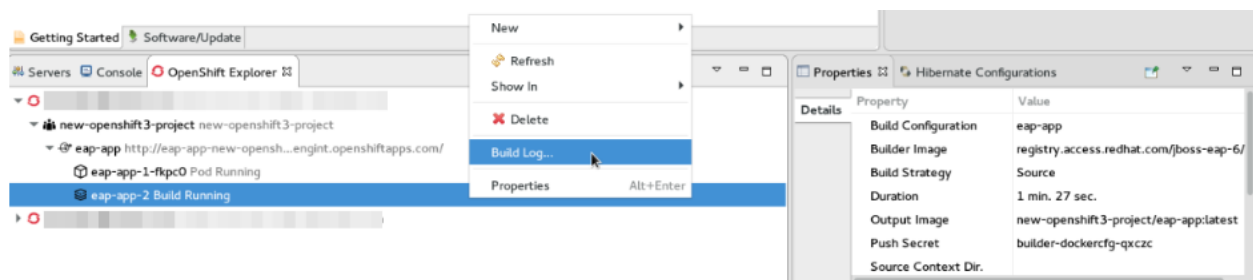 Getting Started Software/Update
Servers Console OpenShift Explorer
new-openshift3-project new-openshift3-project
eap-app http://eap-app-new-opensh...engint.openshiftapps.com/
eap-app-1-fkpc0 Pod Running
eap-app-2 Build Running
New
Refresh
Show In
Delete
Build Log...
Properties Alt+Enter
Properties Hibernate Configurations
Details
Property Value
Build Configuration eap-app
Builder Image registry.access.redhat.com/jboss-eap-6/
Build Strategy Source
Duration 1 min. 27 sec.
Output Image new-openshift3-project/eap-app:latest
Push Secret builder-dockercfg-qxczc
Source Context Dir.